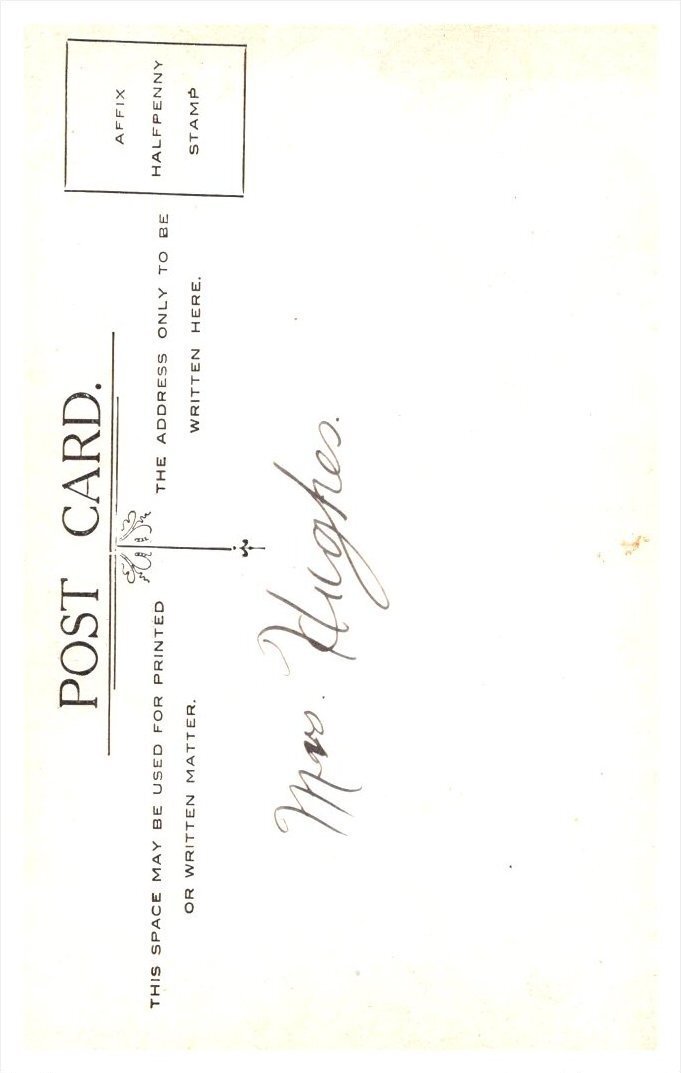 POST CARD.
THIS SPACE MAY BE USED FOR PRINTED
OR WRITTEN MATTER.
THE ADDRESS ONLY TO BE
WRITTEN HERE.
AFFIX
HALFPENNY
STAMP
Mrs. Hughes.